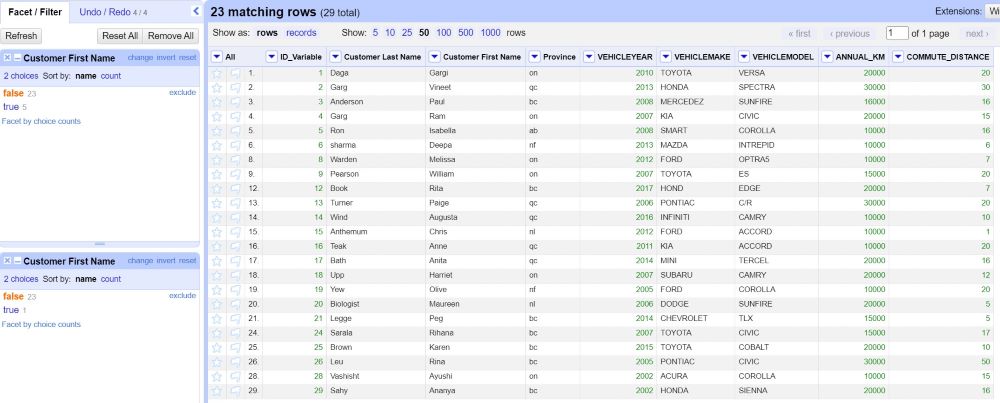 Facet / Filter Undo / Redo 4 / 4
Refresh Reset All Remove All
Customer First Name change invert reset
2 choices Sort by: name count
false 23 exclude
true 5
Facet by choice counts
Customer First Name change invert reset
2 choices Sort by: name count
false 23 exclude
true 1
Facet by choice counts
23 matching rows (29 total) Extensions: Wi
Show as: rows records Show: 5 10 25 50 100 500 1000 rows « first ‹ previous 1 of 1 page next ›
All ID_Variable Customer Last Name Customer First Name Province VEHICLEYEAR VEHICLEMAKE VEHICLEMODEL ANNUAL_KM COMMUTE_DISTANCE
1. 1 Daga Gargi on 2010 TOYOTA VERSA 20000 20
2. 2 Garg Vineet qc 2013 HONDA SPECTRA 30000 30
3. 3 Anderson Paul bc 2008 MERCEDEZ SUNFIRE 16000 16
4. 4 Garg Ram on 2007 KIA CIVIC 20000 15
5. 5 Ron Isabella ab 2008 SMART COROLLA 10000 16
6. 6 sharma Deepa nf 2013 MAZDA INTREPID 10000 6
8. 8 Warden Melissa on 2012 FORD OPTRA5 10000 7
9. 9 Pearson William on 2007 TOYOTA ES 15000 20
12. 12 Book Rita bc 2017 HOND EDGE 20000 7
13. 13 Turner Paige qc 2006 PONTIAC C/R 30000 20
14. 14 Wind Augusta qc 2016 INFINITI CAMRY 10000 10
15. 15 Anthemum Chris nl 2012 FORD ACCORD 10000 1
16. 16 Teak Anne qc 2011 KIA ACCORD 10000 20
17. 17 Bath Anita qc 2014 MINI TERCEL 20000 16
18. 18 Upp Harriet on 2007 SUBARU CAMRY 20000 12
19. 19 Yew Olive nf 2005 FORD COROLLA 10000 20
20. 20 Biologist Maureen nl 2006 DODGE SUNFIRE 20000 5
21. 21 Legge Peg bc 2014 CHEVROLET TLX 15000 5
24. 24 Sarala Rihana bc 2007 TOYOTA CIVIC 15000 17
25. 25 Brown Karen bc 2015 TOYOTA COBALT 20000 10
26. 26 Leu Rina bc 2005 PONTIAC CIVIC 30000 50
28. 28 Vashisht Ayushi on 2002 ACURA COROLLA 10000 15
29. 29 Sahy Ananya bc 2002 HONDA SIENNA 20000 16